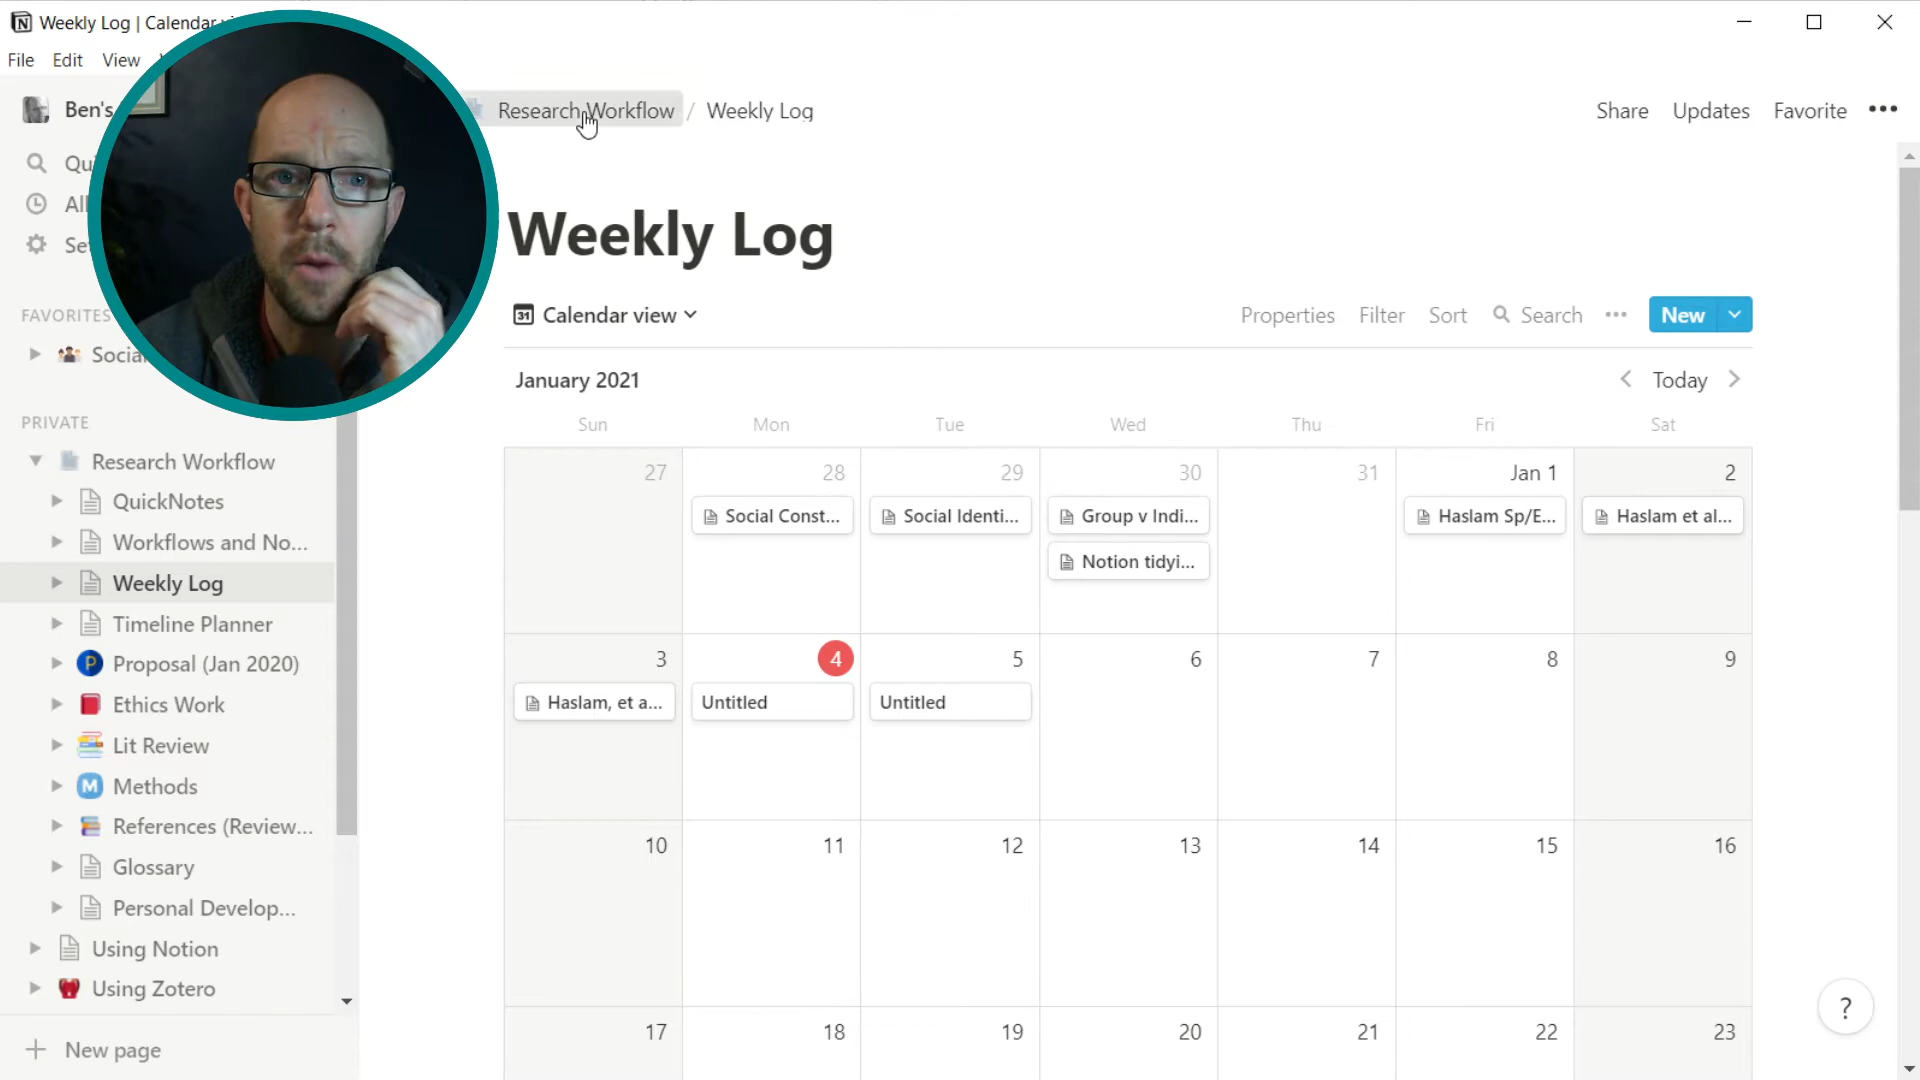 Weekly Log | Calendar
File Edit View
Ben's
Research Workflow / Weekly Log
Share Updates Favorite •••
Weekly Log
31 Calendar view
Properties Filter Sort Search ••• New
January 2021
Today
Sun Mon Tue Wed Thu Fri Sat
27 28 29 30 31 Jan 1 2
Social Const... Social Identi... Group v Indi... Haslam Sp/E... Haslam et al...
Notion tidyi...
3 4 5 6 7 8 9
Haslam, et a... Untitled Untitled
10 11 12 13 14 15 16
17 18 19 20 21 22 23
All
FAVORITES
PRIVATE
Research Workflow
QuickNotes
Workflows and No...
Weekly Log
Timeline Planner
P Proposal (Jan 2020)
Ethics Work
Lit Review
M Methods
References (Review...
Glossary
Personal Develop...
Using Notion
Using Zotero
+ New page
?